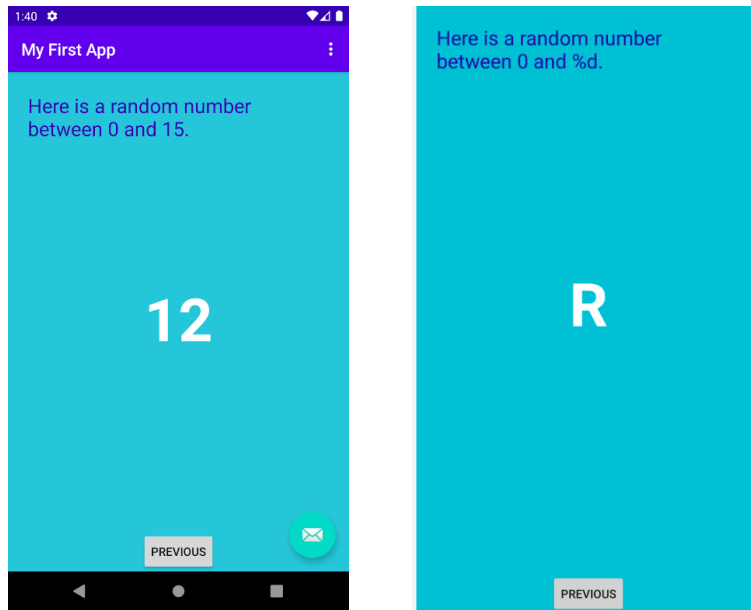 1:40
My First App
Here is a random number
between 0 and 15.
12
PREVIOUS
Here is a random number
between 0 and %d.
R
PREVIOUS